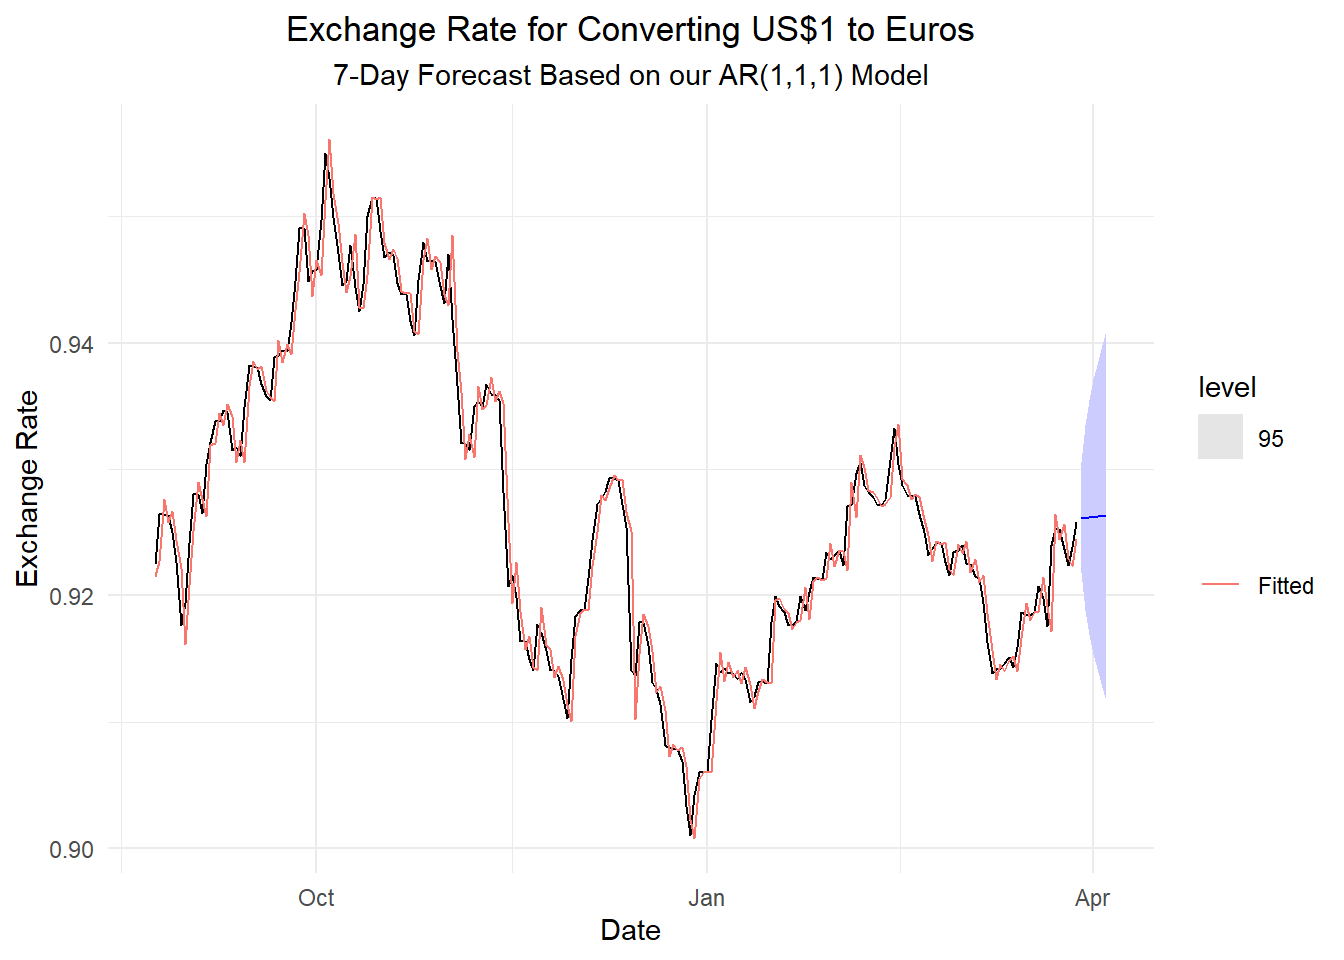 Exchange Rate for Converting US$1 to Euros
7-Day Forecast Based on our AR(1,1,1) Model
Exchange Rate
0.94
0.92
0.90
Oct
Jan
Apr
Date
level
95
Fitted